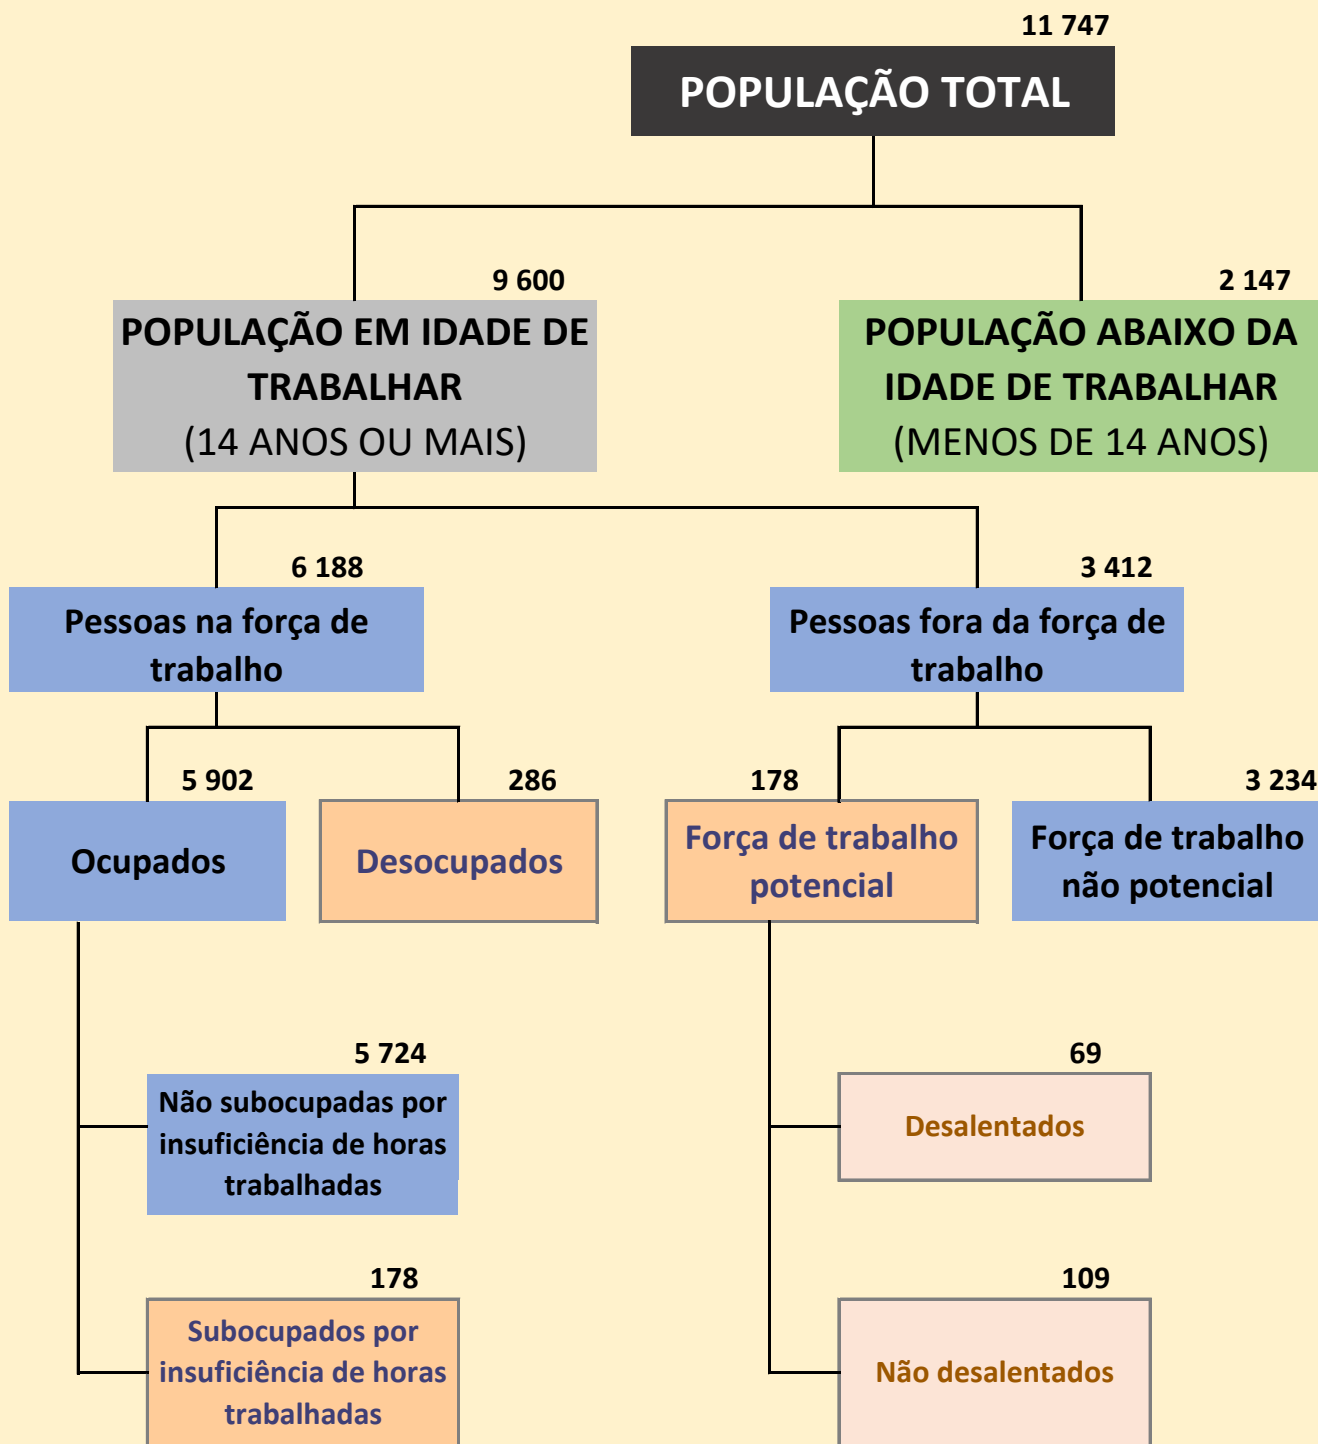 11 747
POPULAÇÃO TOTAL
9 600
POPULAÇÃO EM IDADE DE
TRABALHAR
(14 ANOS OU MAIS)
2 147
POPULAÇÃO ABAIXO DA
IDADE DE TRABALHAR
(MENOS DE 14 ANOS)
6 188
Pessoas na força de
trabalho
3 412
Pessoas fora da força de
trabalho
5 902
Ocupados
286
Desocupados
178
Força de trabalho
potencial
3 234
Força de trabalho
não potencial
5 724
Não subocupadas por
insuficiência de horas
trabalhadas
69
Desalentados
178
Subocupados por
insuficiência de horas
trabalhadas
109
Não desalentados